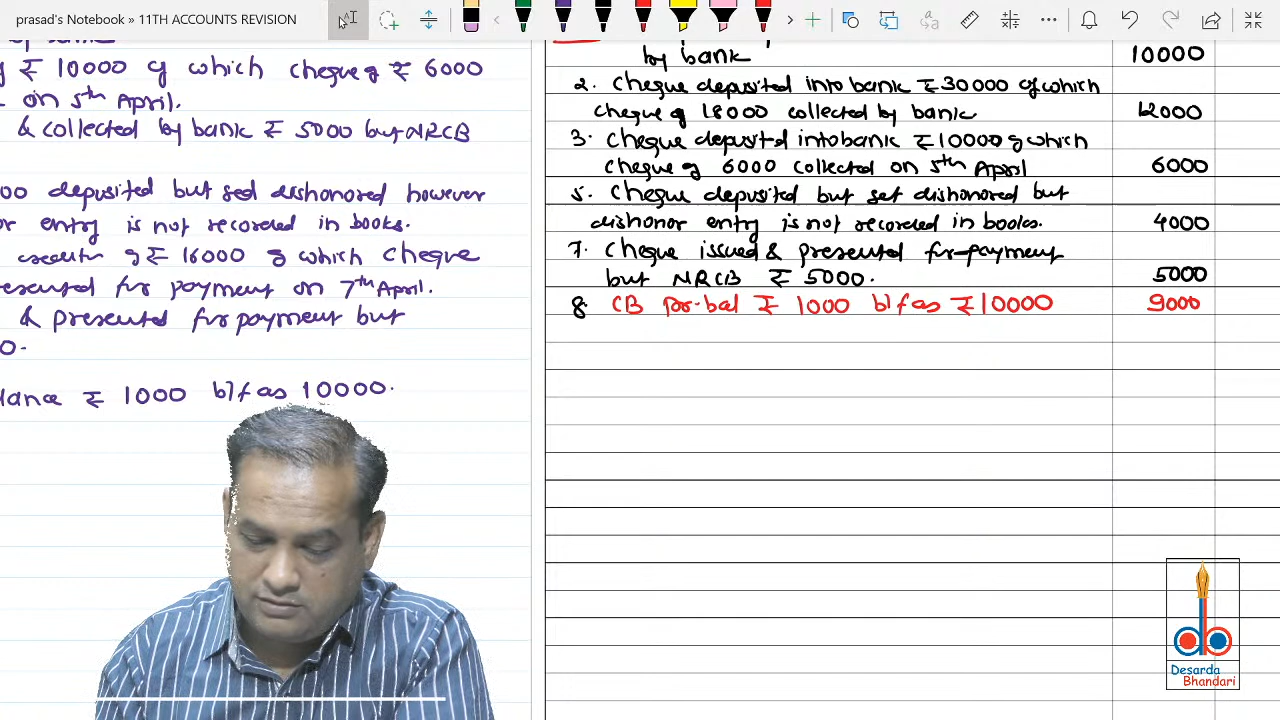 prasad's Notebook » 11TH ACCOUNTS REVISION
₹ 10000 of which cheque of ₹ 6000
on 5th April.
& collected by bank ₹ 5000 but NRCB
00 deposited but ged dishonored however
or entry is not recorded in books.
of ₹ 16000 of which cheque
resented for payment on 7th April.
& presented for payment but
0.
lance ₹ 1000 b/f as 10000.
by bank 10000
2. Cheque deposited into bank ₹ 30000 of which
cheque of 18000 collected by bank 12000
3. Cheque deposited into bank ₹ 10000 of which
cheque of 6000 collected on 5th April 6000
5. Cheque deposited but get dishonored but
dishonor entry is not recorded in books. 4000
7. Cheque issued & presented for payment
but NRCB ₹ 5000. 5000
8. CB pos. bal ₹ 1000 b/f as ₹ 10000 9000
Desarda
Bhandari